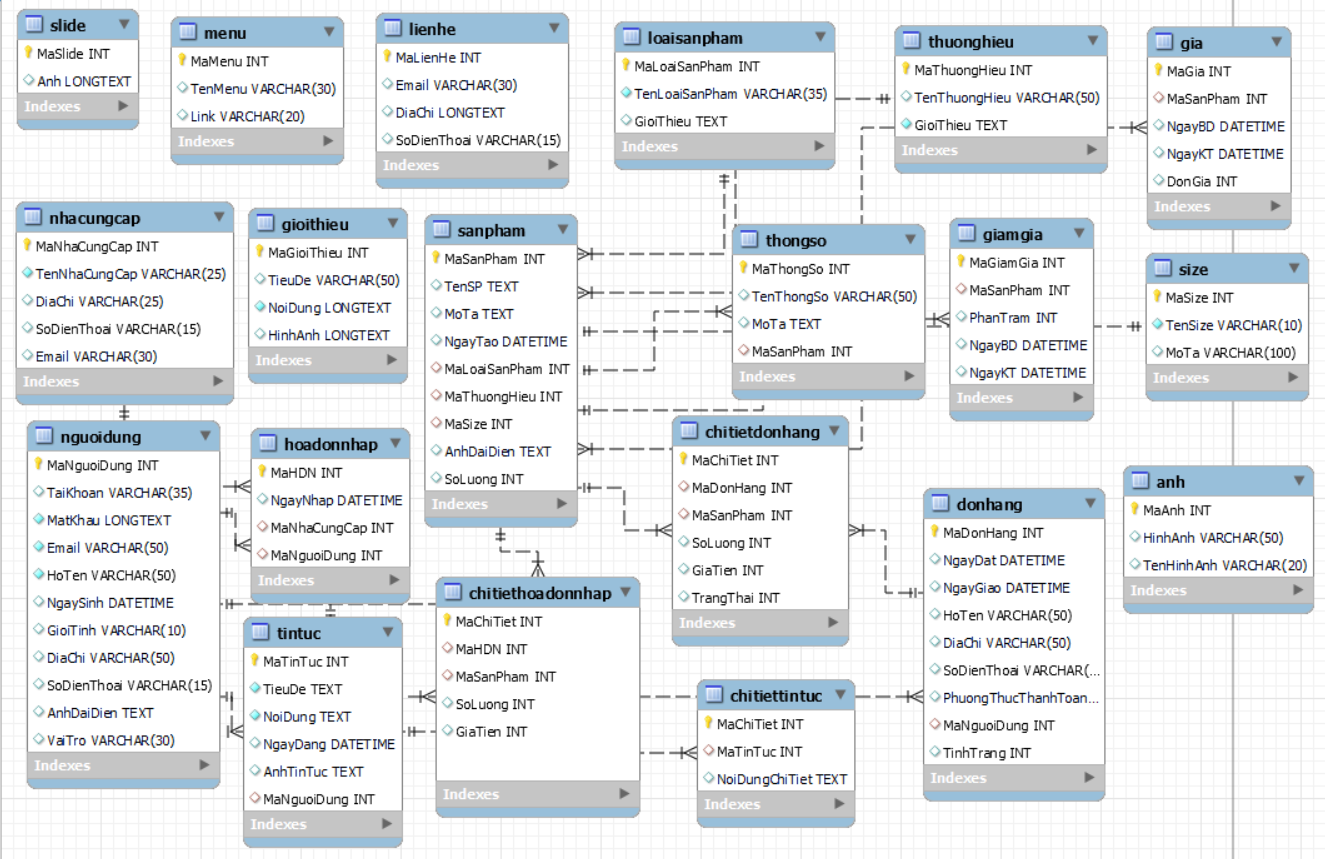 slide
MaSlide INT
Anh LONGTEXT
Indexes
menu
MaMenu INT
TenMenu VARCHAR(30)
Link VARCHAR(20)
Indexes
lienhe
MaLienHe INT
Email VARCHAR(30)
DiaChi LONGTEXT
SoDienThoai VARCHAR(15)
Indexes
loaisanpham
MaLoaiSanPham INT
TenLoaiSanPham VARCHAR(35)
GioiThieu TEXT
Indexes
thuonghieu
MaThuongHieu INT
TenThuongHieu VARCHAR(50)
GioiThieu TEXT
Indexes
gia
MaGia INT
MaSanPham INT
NgayBD DATETIME
NgayKT DATETIME
DonGia INT
Indexes
nhacungcap
MaNhaCungCap INT
TenNhaCungCap VARCHAR(25)
DiaChi VARCHAR(25)
SoDienThoai VARCHAR(15)
Email VARCHAR(30)
Indexes
gioithieu
MaGioiThieu INT
TieuDe VARCHAR(50)
NoiDung LONGTEXT
HinhAnh LONGTEXT
Indexes
sanpham
MaSanPham INT
TenSP TEXT
MoTa TEXT
NgayTao DATETIME
MaLoaiSanPham INT
MaThuongHieu INT
MaSize INT
AnhDaiDien TEXT
SoLuong INT
Indexes
thongso
MaThongSo INT
TenThongSo VARCHAR(50)
MoTa TEXT
MaSanPham INT
Indexes
giamgia
MaGiamGia INT
MaSanPham INT
PhanTram INT
NgayBD DATETIME
NgayKT DATETIME
Indexes
size
MaSize INT
TenSize VARCHAR(10)
MoTa VARCHAR(100)
Indexes
nguoidung
MaNguoiDung INT
TaiKhoan VARCHAR(35)
MatKhau LONGTEXT
Email VARCHAR(50)
HoTen VARCHAR(50)
NgaySinh DATETIME
GioiTinh VARCHAR(10)
DiaChi VARCHAR(50)
SoDienThoai VARCHAR(15)
AnhDaiDien TEXT
VaiTro VARCHAR(30)
Indexes
hoadonnhap
MaHDN INT
NgayNhap DATETIME
MaNhaCungCap INT
MaNguoiDung INT
Indexes
chitietdonhang
MaChiTiet INT
MaDonHang INT
MaSanPham INT
SoLuong INT
GiaTien INT
TrangThai INT
Indexes
donhang
MaDonHang INT
NgayDat DATETIME
NgayGiao DATETIME
HoTen VARCHAR(50)
DiaChi VARCHAR(50)
SoDienThoai VARCHAR(...
PhuongThucThanhToan...
MaNguoiDung INT
TinhTrang INT
Indexes
anh
MaAnh INT
HinhAnh VARCHAR(50)
TenHinhAnh VARCHAR(20)
Indexes
tintuc
MaTinTuc INT
TieuDe TEXT
NoiDung TEXT
NgayDang DATETIME
AnhTinTuc TEXT
MaNguoiDung INT
Indexes
chitiethoadonnhap
MaChiTiet INT
MaHDN INT
MaSanPham INT
SoLuong INT
GiaTien INT
Indexes
chitiettintuc
MaChiTiet INT
MaTinTuc INT
NoiDungChiTiet TEXT
Indexes